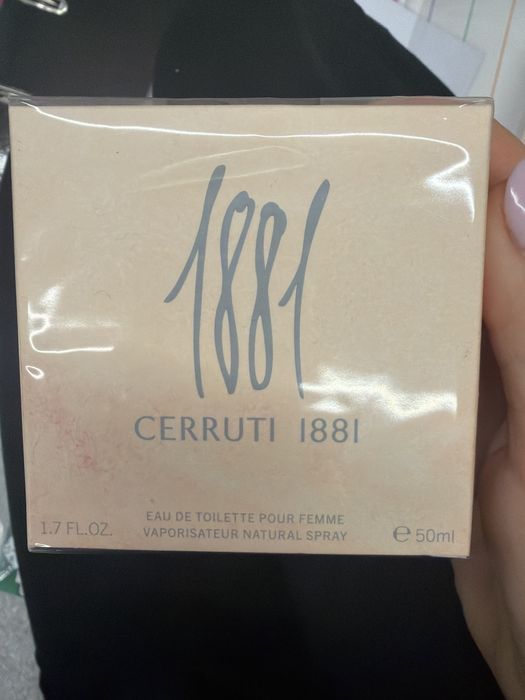 1881
CERRUTI 1881
EAU DE TOILETTE POUR FEMME
1.7 FL.OZ. VAPORISATEUR NATURAL SPRAY e 50ml